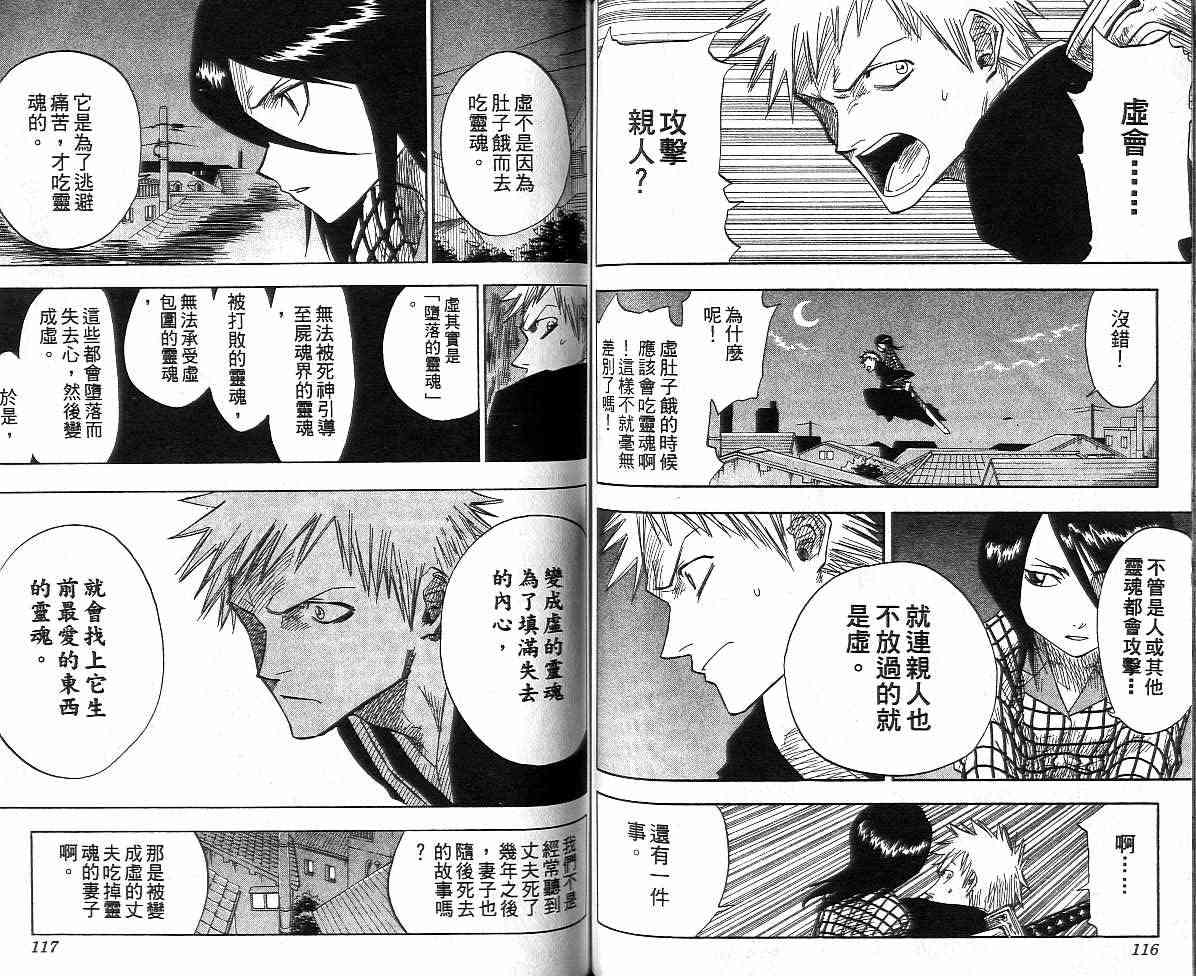 虛會……
攻擊
親人？
沒錯！
為什麼
呢！
虛肚子餓的時候
應該會吃靈魂啊
！這樣不就毫無
差別了嗎！
不管是人或其他
靈魂都會攻擊…
就連親人也
不放過的就
是虛。
啊……
還有一件
事。
116
虛不是因為
肚子餓而去
吃靈魂。
它是為了逃避
痛苦，才吃靈
魂的。
虛其實是
「墮落的靈魂」
。
無法被死神引導
至屍魂界的靈魂
，
被打敗的靈魂，
無法承受虛
包圍的靈魂
，
這些都會墮落而
失去心，然後變
成虛。
於是，
變成虛的靈魂
為了填滿失去
的內心，
就會找上它生
前最愛的東西
的靈魂。
我們不是
經常聽到
丈夫死了
幾年之後
，妻子也
隨後死去
的故事嗎
？
那是被變
成虛的丈
夫吃掉靈
魂的妻子
啊。
117